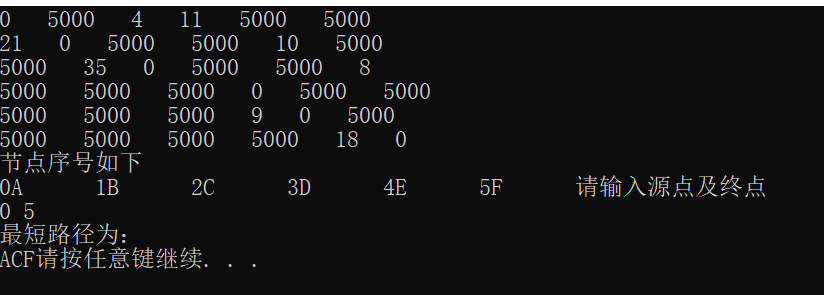 0 5000 4 11 5000 5000
21 0 5000 5000 10 5000
5000 35 0 5000 5000 8
5000 5000 5000 0 5000 5000
5000 5000 5000 9 0 5000
5000 5000 5000 5000 18 0
节点序号如下
0A 1B 2C 3D 4E 5F 请输入源点及终点
0 5
最短路径为:
ACF请按任意键继续. . .